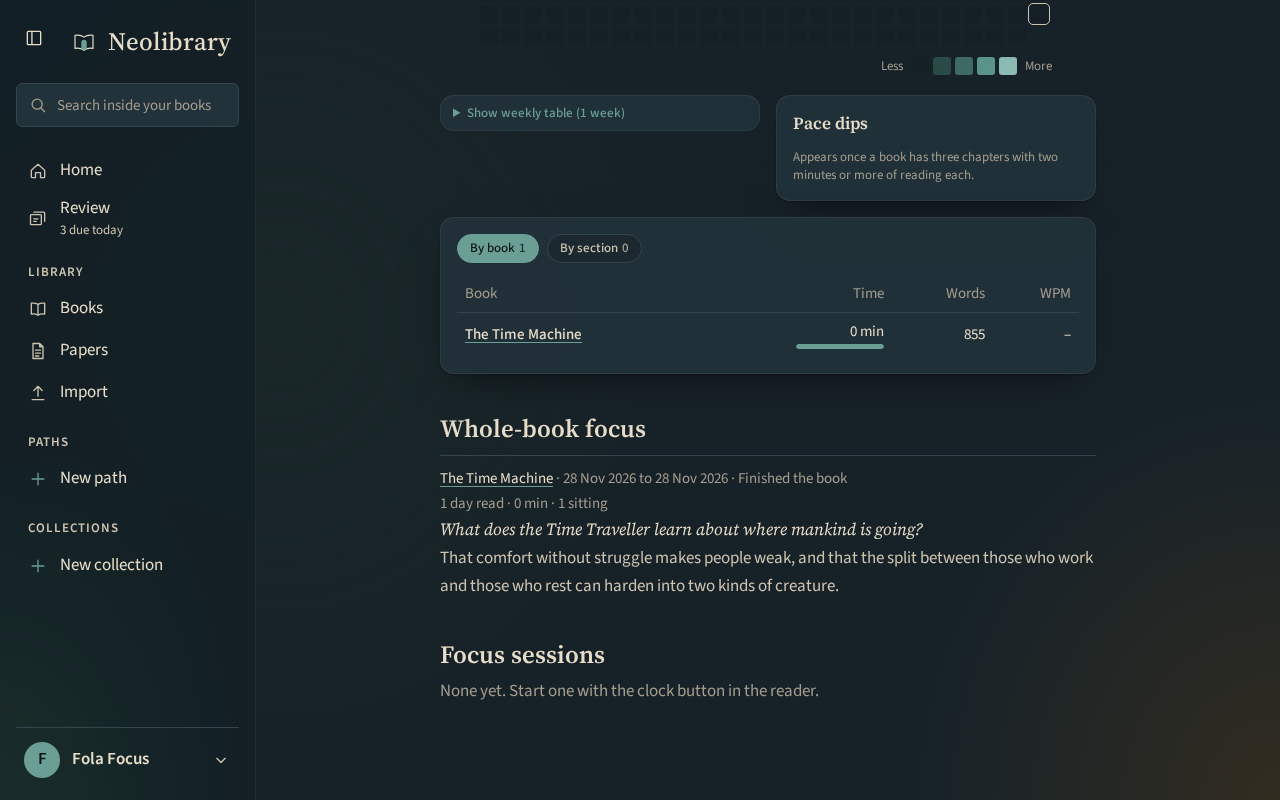 Neolibrary
Search inside your books
Home
Review
3 due today
LIBRARY
Books
Papers
Import
PATHS
New path
COLLECTIONS
New collection
F
Fola Focus
Less
More
Show weekly table (1 week)
Pace dips
Appears once a book has three chapters with two
minutes or more of reading each.
By book 1
By section 0
Book Time Words WPM
The Time Machine 0 min 855 –
Whole-book focus
The Time Machine · 28 Nov 2026 to 28 Nov 2026 · Finished the book
1 day read · 0 min · 1 sitting
What does the Time Traveller learn about where mankind is going?
That comfort without struggle makes people weak, and that the split between those who work
and those who rest can harden into two kinds of creature.
Focus sessions
None yet. Start one with the clock button in the reader.